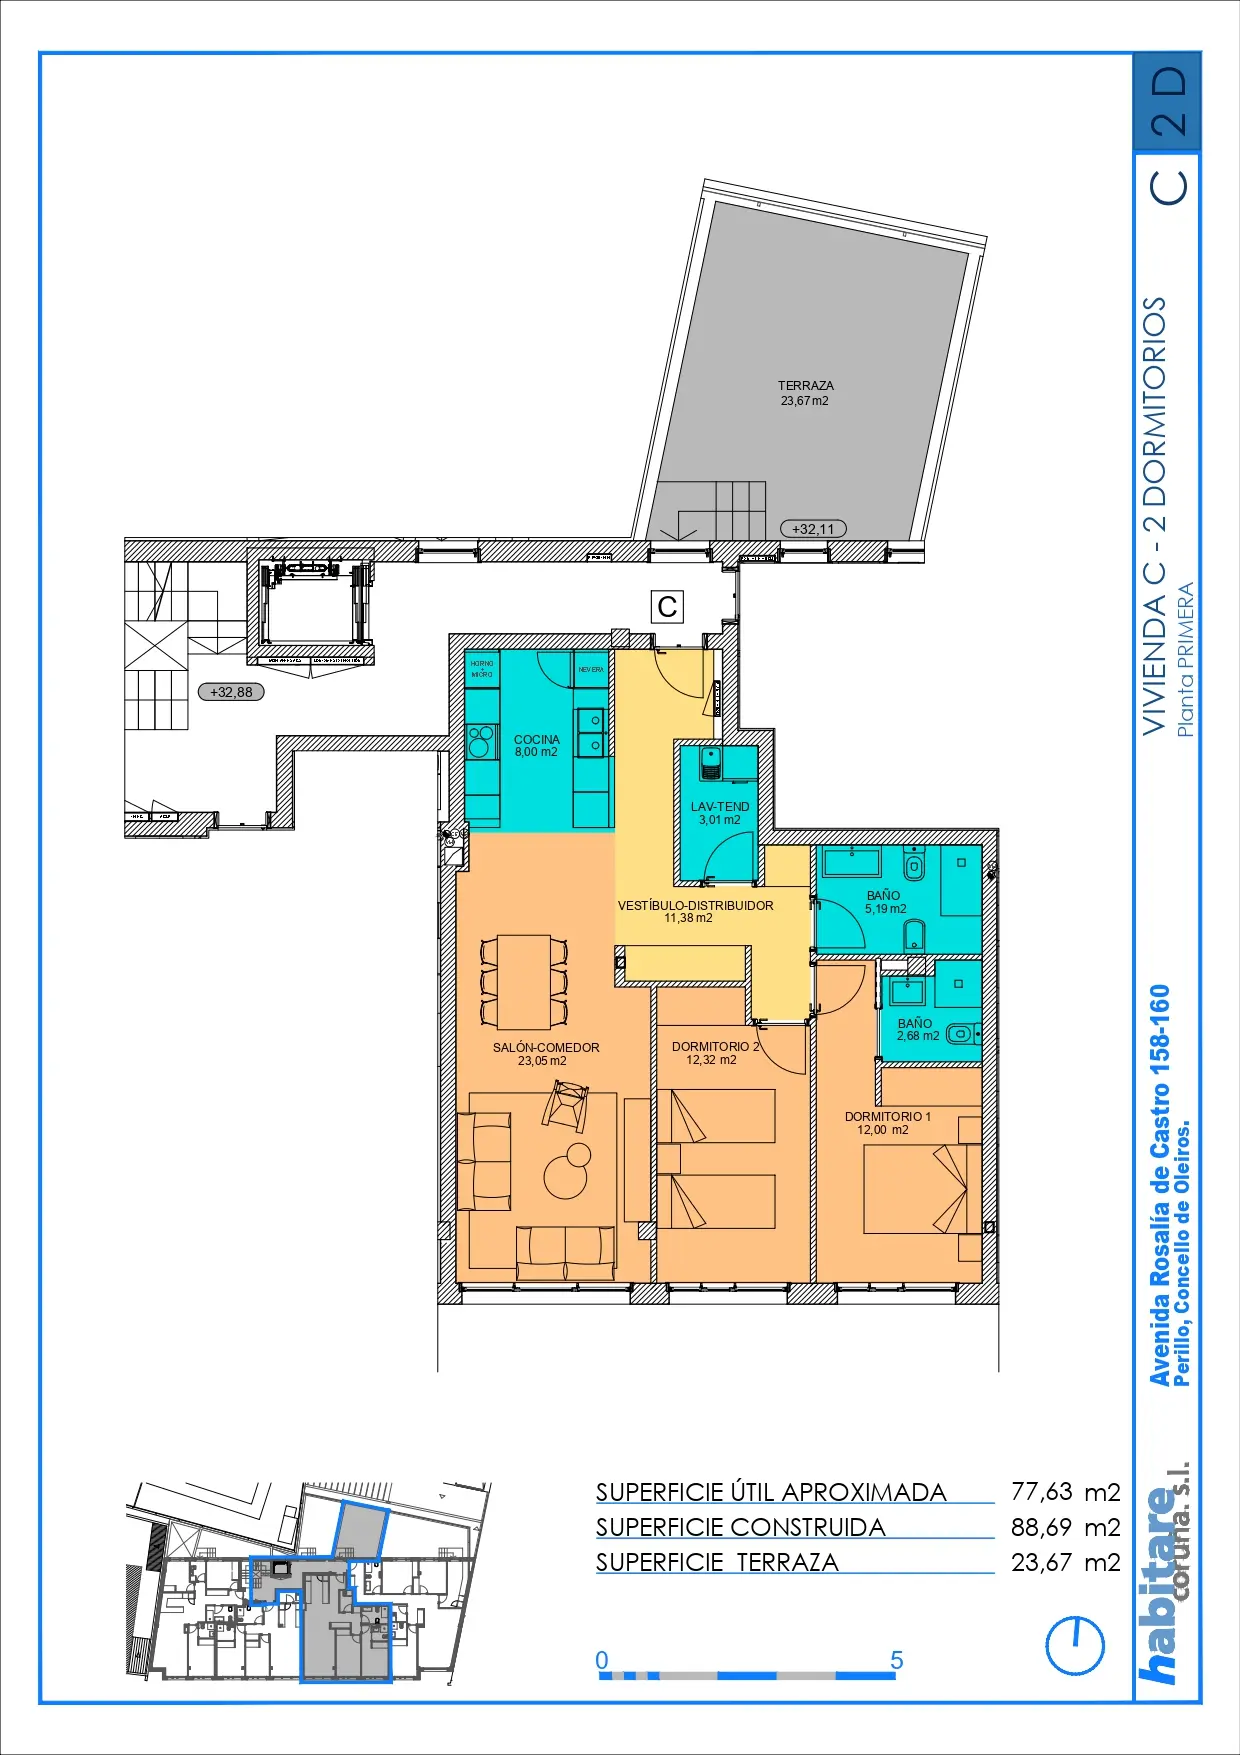 2 D
C
VIVIENDA C - 2 DORMITORIOS
Planta PRIMERA
TERRAZA
23,67 m2
+32,11
C
+32,88
HORNO
+
MICRO
NEVERA
COCINA
8,00 m2
LAV-TEND
3,01 m2
VESTÍBULO-DISTRIBUIDOR
11,38 m2
BAÑO
5,19 m2
BAÑO
2,68 m2
SALÓN-COMEDOR
23,05 m2
DORMITORIO 2
12,32 m2
DORMITORIO 1
12,00 m2
Avenida Rosalía de Castro 158-160
Perillo, Concello de Oleiros.
SUPERFICIE ÚTIL APROXIMADA 77,63 m2
SUPERFICIE CONSTRUIDA 88,69 m2
SUPERFICIE TERRAZA 23,67 m2
0 5
habitare
coruña. s.l.